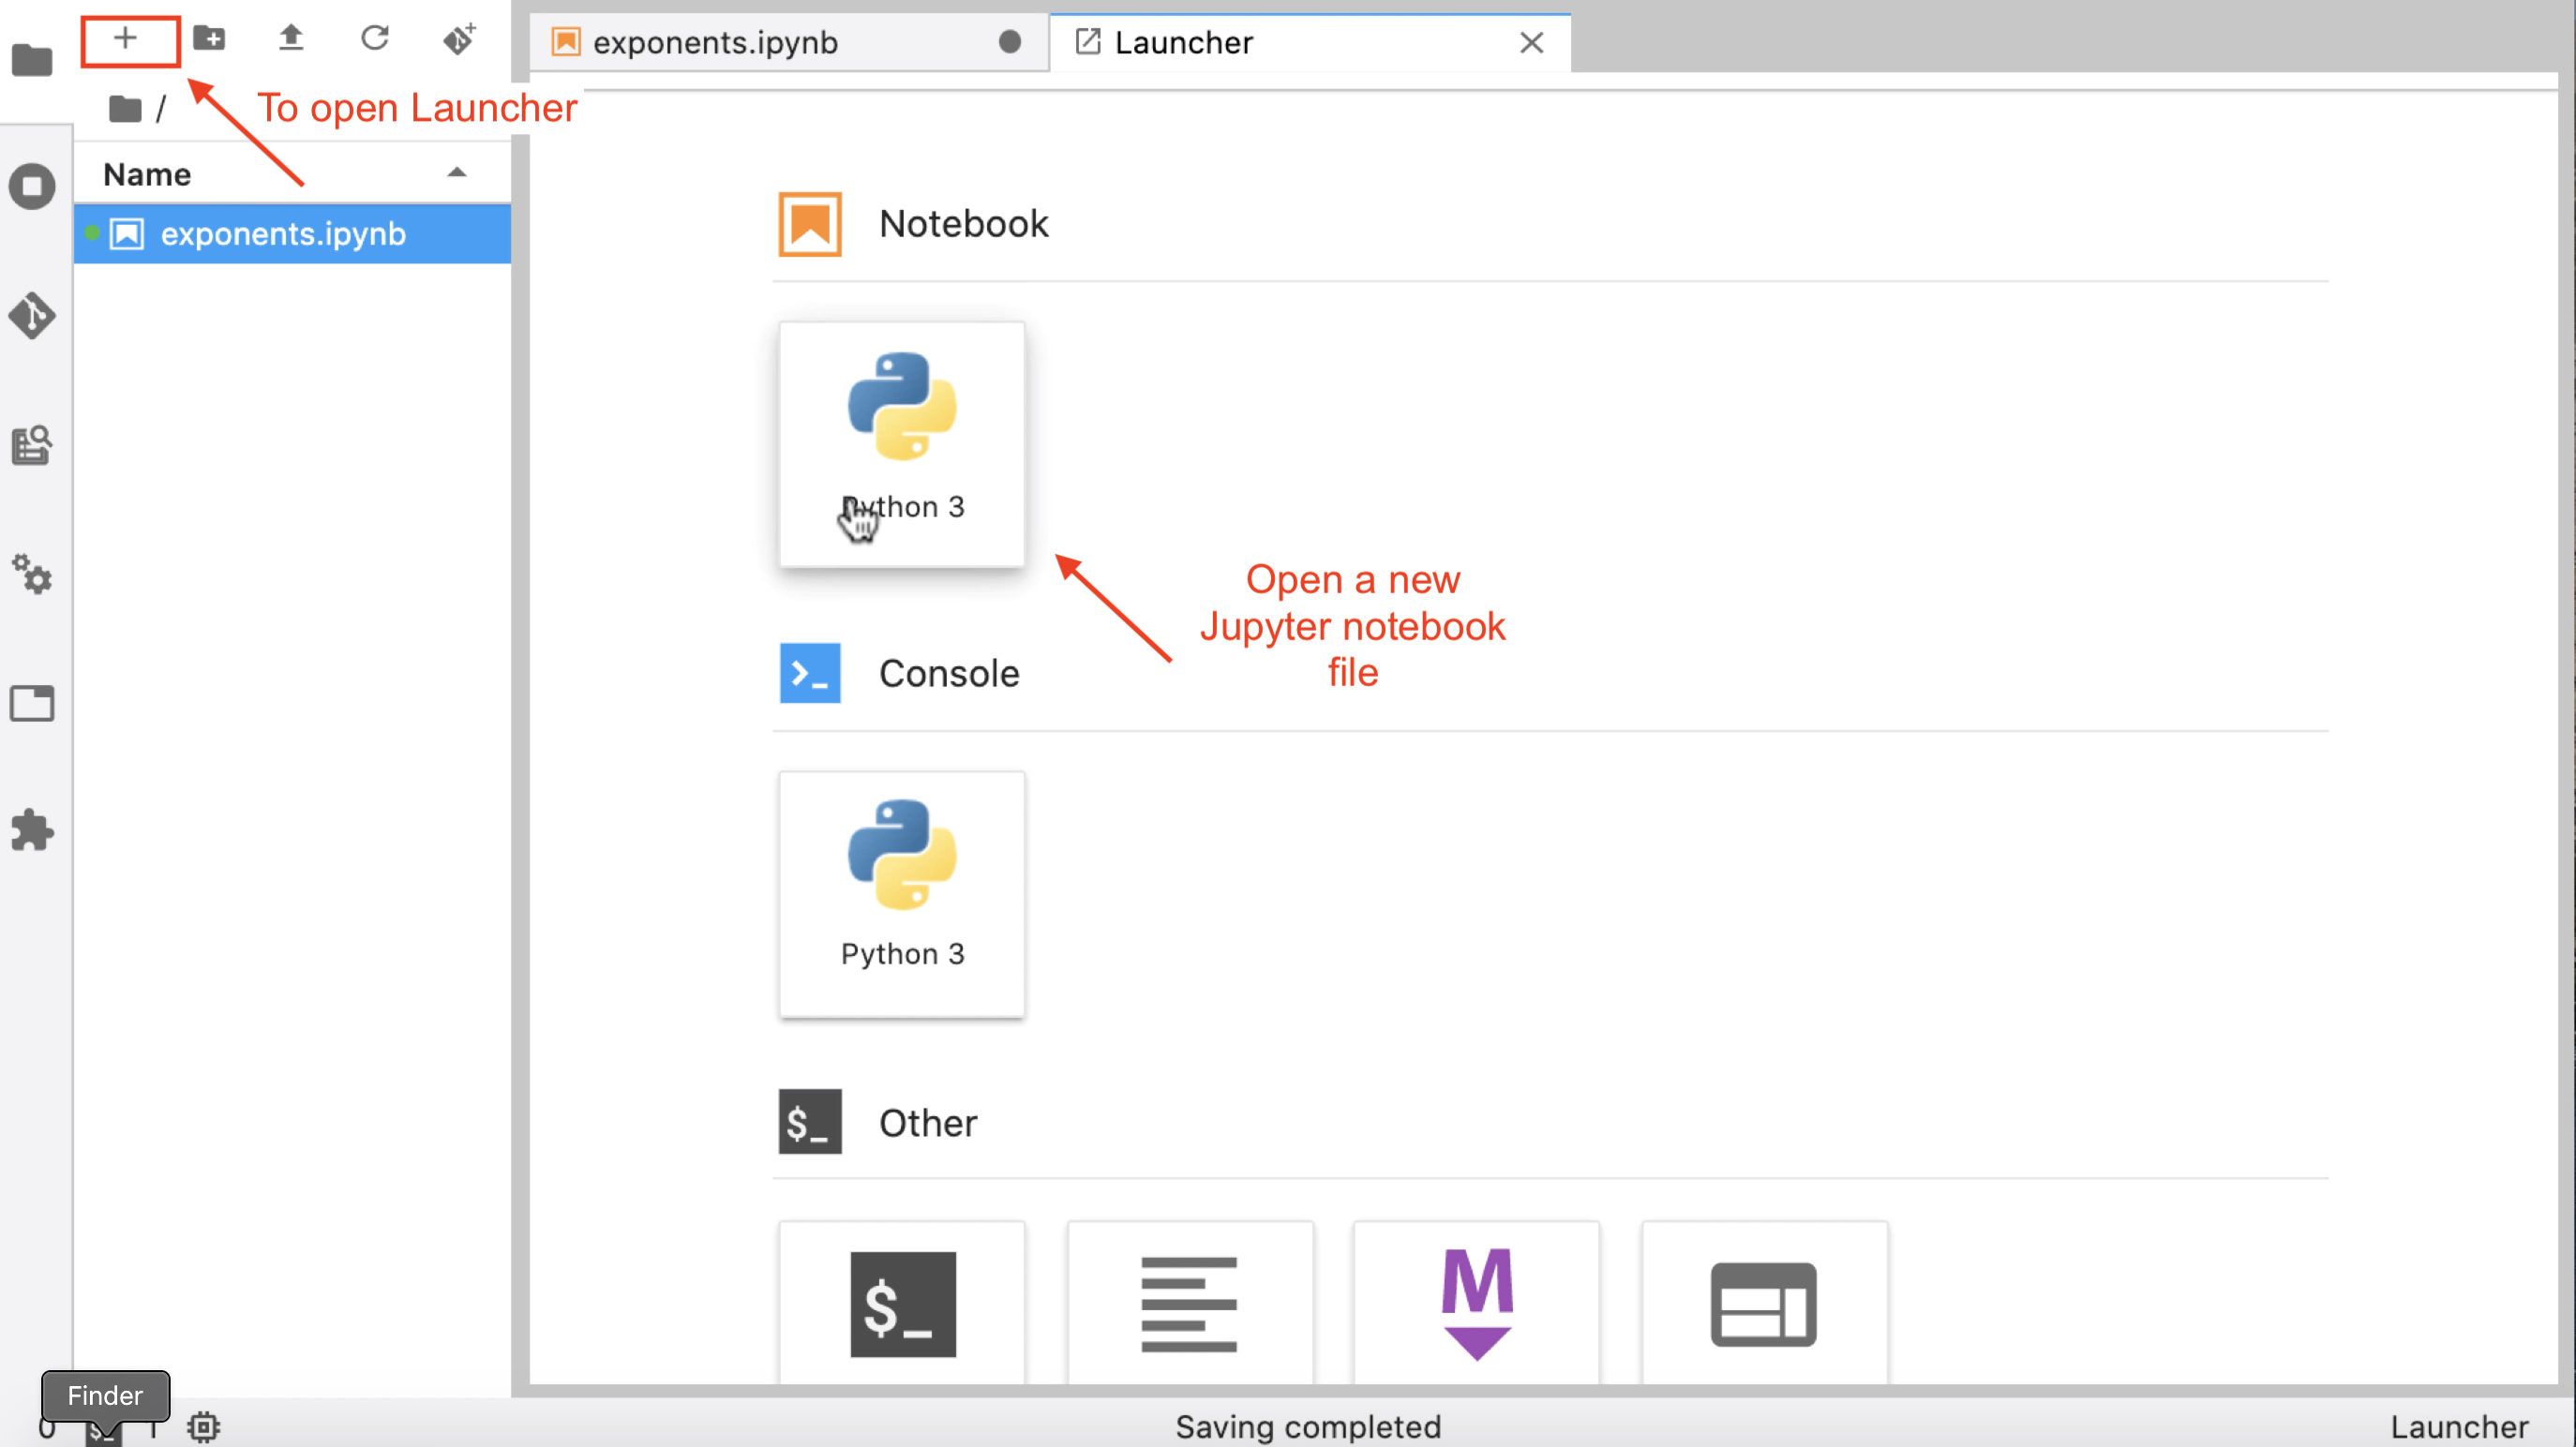 exponents.ipynb
Launcher
To open Launcher
/
Name
exponents.ipynb
Notebook
Python 3
Open a new
Jupyter notebook
file
Console
Python 3
$_
Other
$_
M
Finder
0
$_
1
Saving completed
Launcher